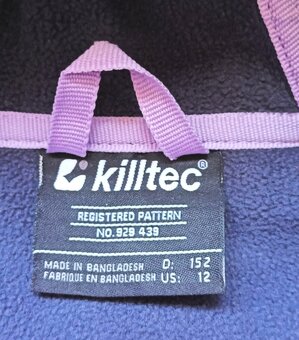 killtec®
REGISTERED PATTERN
NO. 929 439
MADE IN BANGLADESH D: 152
FABRIQUE EN BANGLADESH US: 12